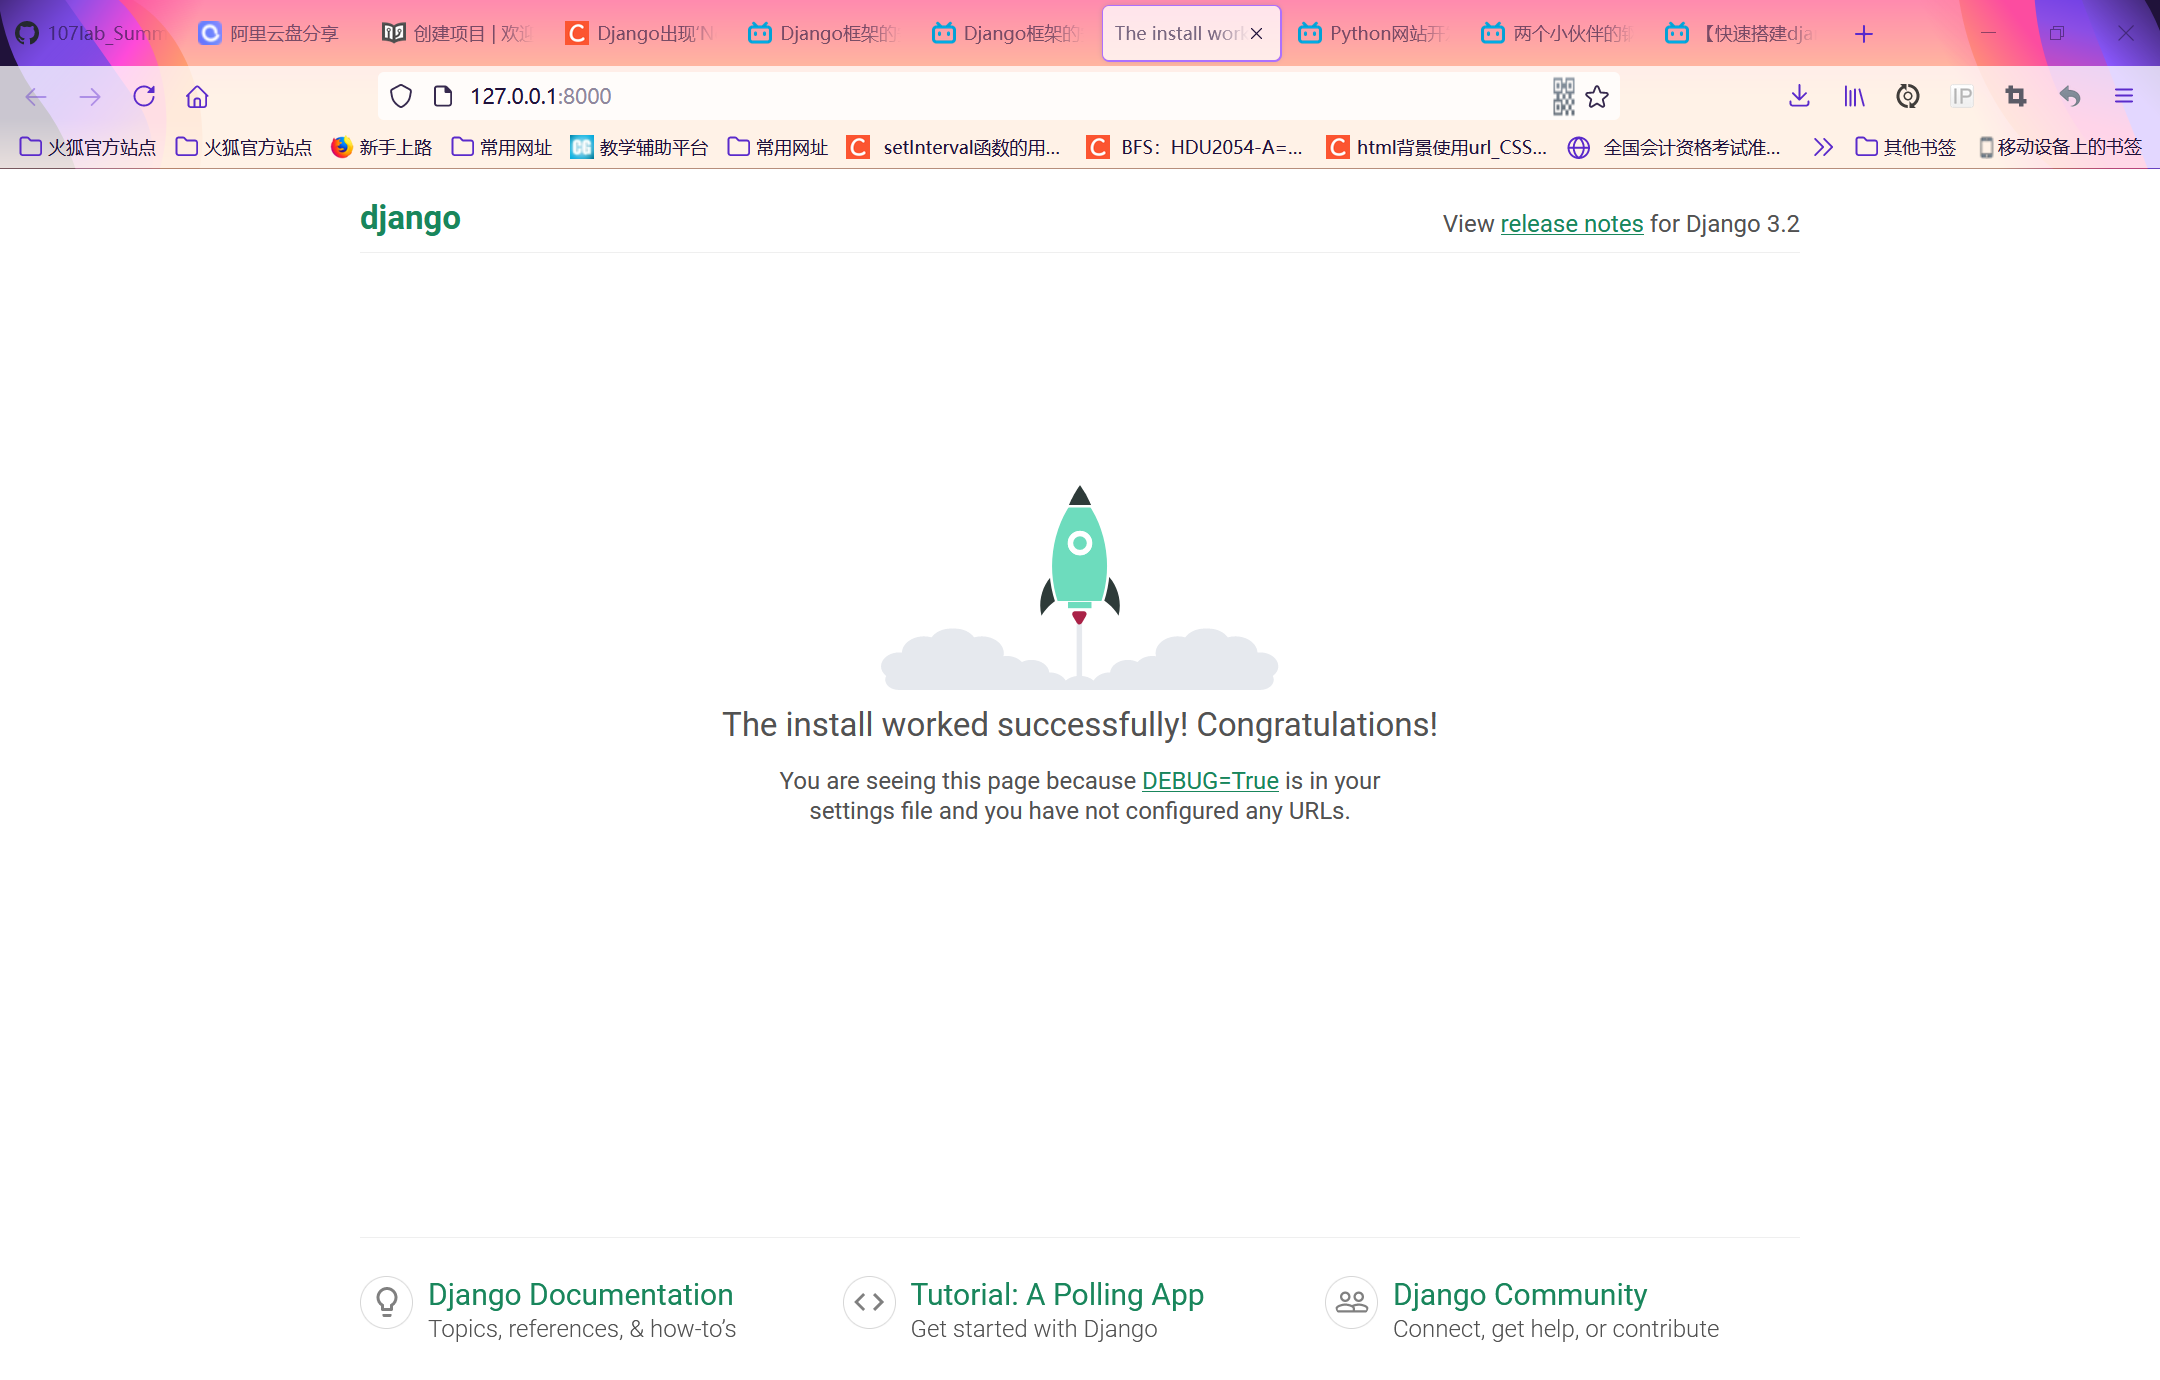 107lab_Summ
阿里云盘分享
创建项目 | 欢迎
Django出现'N
Django框架的
Django框架的
The install work
Python网站开
两个小伙伴的
【快速搭建dja
127.0.0.1:8000
IP
火狐官方站点
火狐官方站点
新手上路
常用网址
CG 教学辅助平台
常用网址
C setInterval函数的用...
C BFS：HDU2054-A=...
C html背景使用url_CSS...
全国会计资格考试准...
其他书签
移动设备上的书签
django
View release notes for Django 3.2
The install worked successfully! Congratulations!
You are seeing this page because DEBUG=True is in your
settings file and you have not configured any URLs.
Django Documentation
Topics, references, & how-to’s
Tutorial: A Polling App
Get started with Django
Django Community
Connect, get help, or contribute